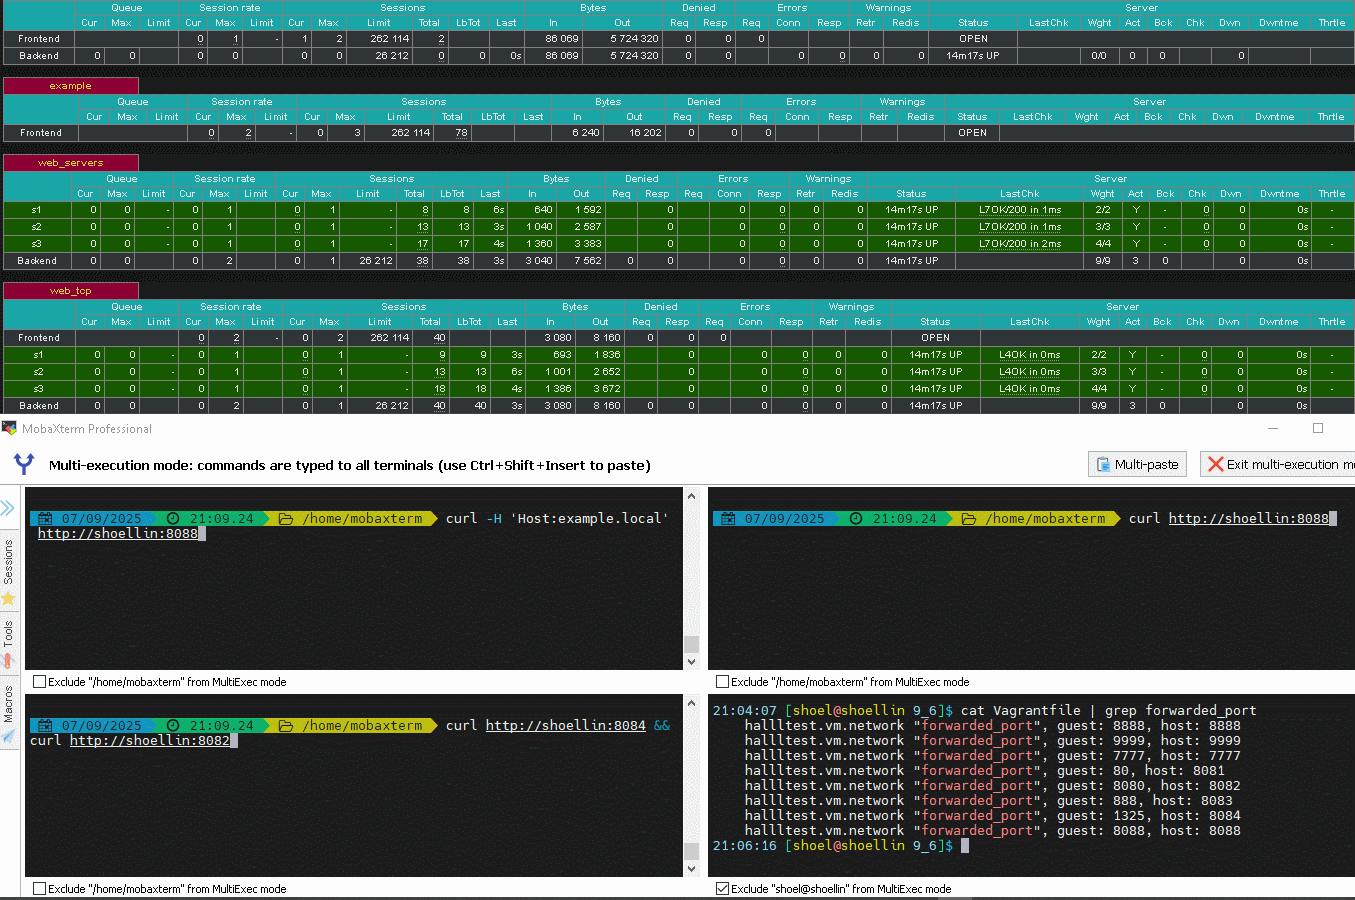 Queue Session rate Sessions Bytes Denied Errors Warnings Server
Cur Max Limit Cur Max Limit Cur Max Limit Total LbTot Last In Out Req Resp Req Conn Resp Retr Redis Status LastChk Wght Act Bck Chk Dwn Dwntme Thrtle
Frontend 0 1 - 1 2 262 114 2 86 069 5 724 320 0 0 0 OPEN
Backend 0 0 0 0 0 0 26 212 0 0 0s 86 069 5 724 320 0 0 0 0 0 0 14m17s UP 0/0 0 0 0
example
Queue Session rate Sessions Bytes Denied Errors Warnings Server
Cur Max Limit Cur Max Limit Cur Max Limit Total LbTot Last In Out Req Resp Req Conn Resp Retr Redis Status LastChk Wght Act Bck Chk Dwn Dwntme Thrtle
Frontend 0 2 - 0 3 262 114 78 6 240 16 202 0 0 0 OPEN
web_servers
Queue Session rate Sessions Bytes Denied Errors Warnings Server
Cur Max Limit Cur Max Limit Cur Max Limit Total LbTot Last In Out Req Resp Req Conn Resp Retr Redis Status LastChk Wght Act Bck Chk Dwn Dwntme Thrtle
s1 0 0 - 0 1 0 1 - 8 8 6s 640 1 592 0 0 0 0 0 14m17s UP L7OK/200 in 1ms 2/2 Y - 0 0 0s -
s2 0 0 - 0 1 0 1 - 13 13 3s 1 040 2 587 0 0 0 0 0 14m17s UP L7OK/200 in 1ms 3/3 Y - 0 0 0s -
s3 0 0 - 0 1 0 1 - 17 17 4s 1 360 3 383 0 0 0 0 0 14m17s UP L7OK/200 in 2ms 4/4 Y - 0 0 0s -
Backend 0 0 0 2 0 1 26 212 38 38 3s 3 040 7 562 0 0 0 0 0 0 14m17s UP 9/9 3 0 0 0s
web_tcp
Queue Session rate Sessions Bytes Denied Errors Warnings Server
Cur Max Limit Cur Max Limit Cur Max Limit Total LbTot Last In Out Req Resp Req Conn Resp Retr Redis Status LastChk Wght Act Bck Chk Dwn Dwntme Thrtle
Frontend 0 2 - 0 2 262 114 40 3 080 8 160 0 0 0 OPEN
s1 0 0 - 0 1 0 1 - 9 9 3s 693 1 836 0 0 0 0 0 14m17s UP L4OK in 0ms 2/2 Y - 0 0 0s -
s2 0 0 - 0 1 0 1 - 13 13 6s 1 001 2 652 0 0 0 0 0 14m17s UP L4OK in 0ms 3/3 Y - 0 0 0s -
s3 0 0 - 0 1 0 1 - 18 18 4s 1 386 3 672 0 0 0 0 0 14m17s UP L4OK in 0ms 4/4 Y - 0 0 0s -
Backend 0 0 0 2 0 1 26 212 40 40 3s 3 080 8 160 0 0 0 0 0 0 14m17s UP 9/9 3 0 0 0s
MobaXterm Professional
Multi-execution mode: commands are typed to all terminals (use Ctrl+Shift+Insert to paste)
Multi-paste
Exit multi-execution m
Sessions
Tools
Macros
07/09/2025 21:09.24 /home/mobaxterm curl -H 'Host:example.local'
http://shoellin:8088
Exclude "/home/mobaxterm" from MultiExec mode
07/09/2025 21:09.24 /home/mobaxterm curl http://shoellin:8088
Exclude "/home/mobaxterm" from MultiExec mode
07/09/2025 21:09.24 /home/mobaxterm curl http://shoellin:8084 &&
curl http://shoellin:8082
Exclude "/home/mobaxterm" from MultiExec mode
21:04:07 [shoel@shoellin 9_6]$ cat Vagrantfile | grep forwarded_port
hallltest.vm.network "forwarded_port", guest: 8888, host: 8888
hallltest.vm.network "forwarded_port", guest: 9999, host: 9999
hallltest.vm.network "forwarded_port", guest: 7777, host: 7777
hallltest.vm.network "forwarded_port", guest: 80, host: 8081
hallltest.vm.network "forwarded_port", guest: 8080, host: 8082
hallltest.vm.network "forwarded_port", guest: 888, host: 8083
hallltest.vm.network "forwarded_port", guest: 1325, host: 8084
hallltest.vm.network "forwarded_port", guest: 8088, host: 8088
21:06:16 [shoel@shoellin 9_6]$
Exclude "shoel@shoellin" from MultiExec mode